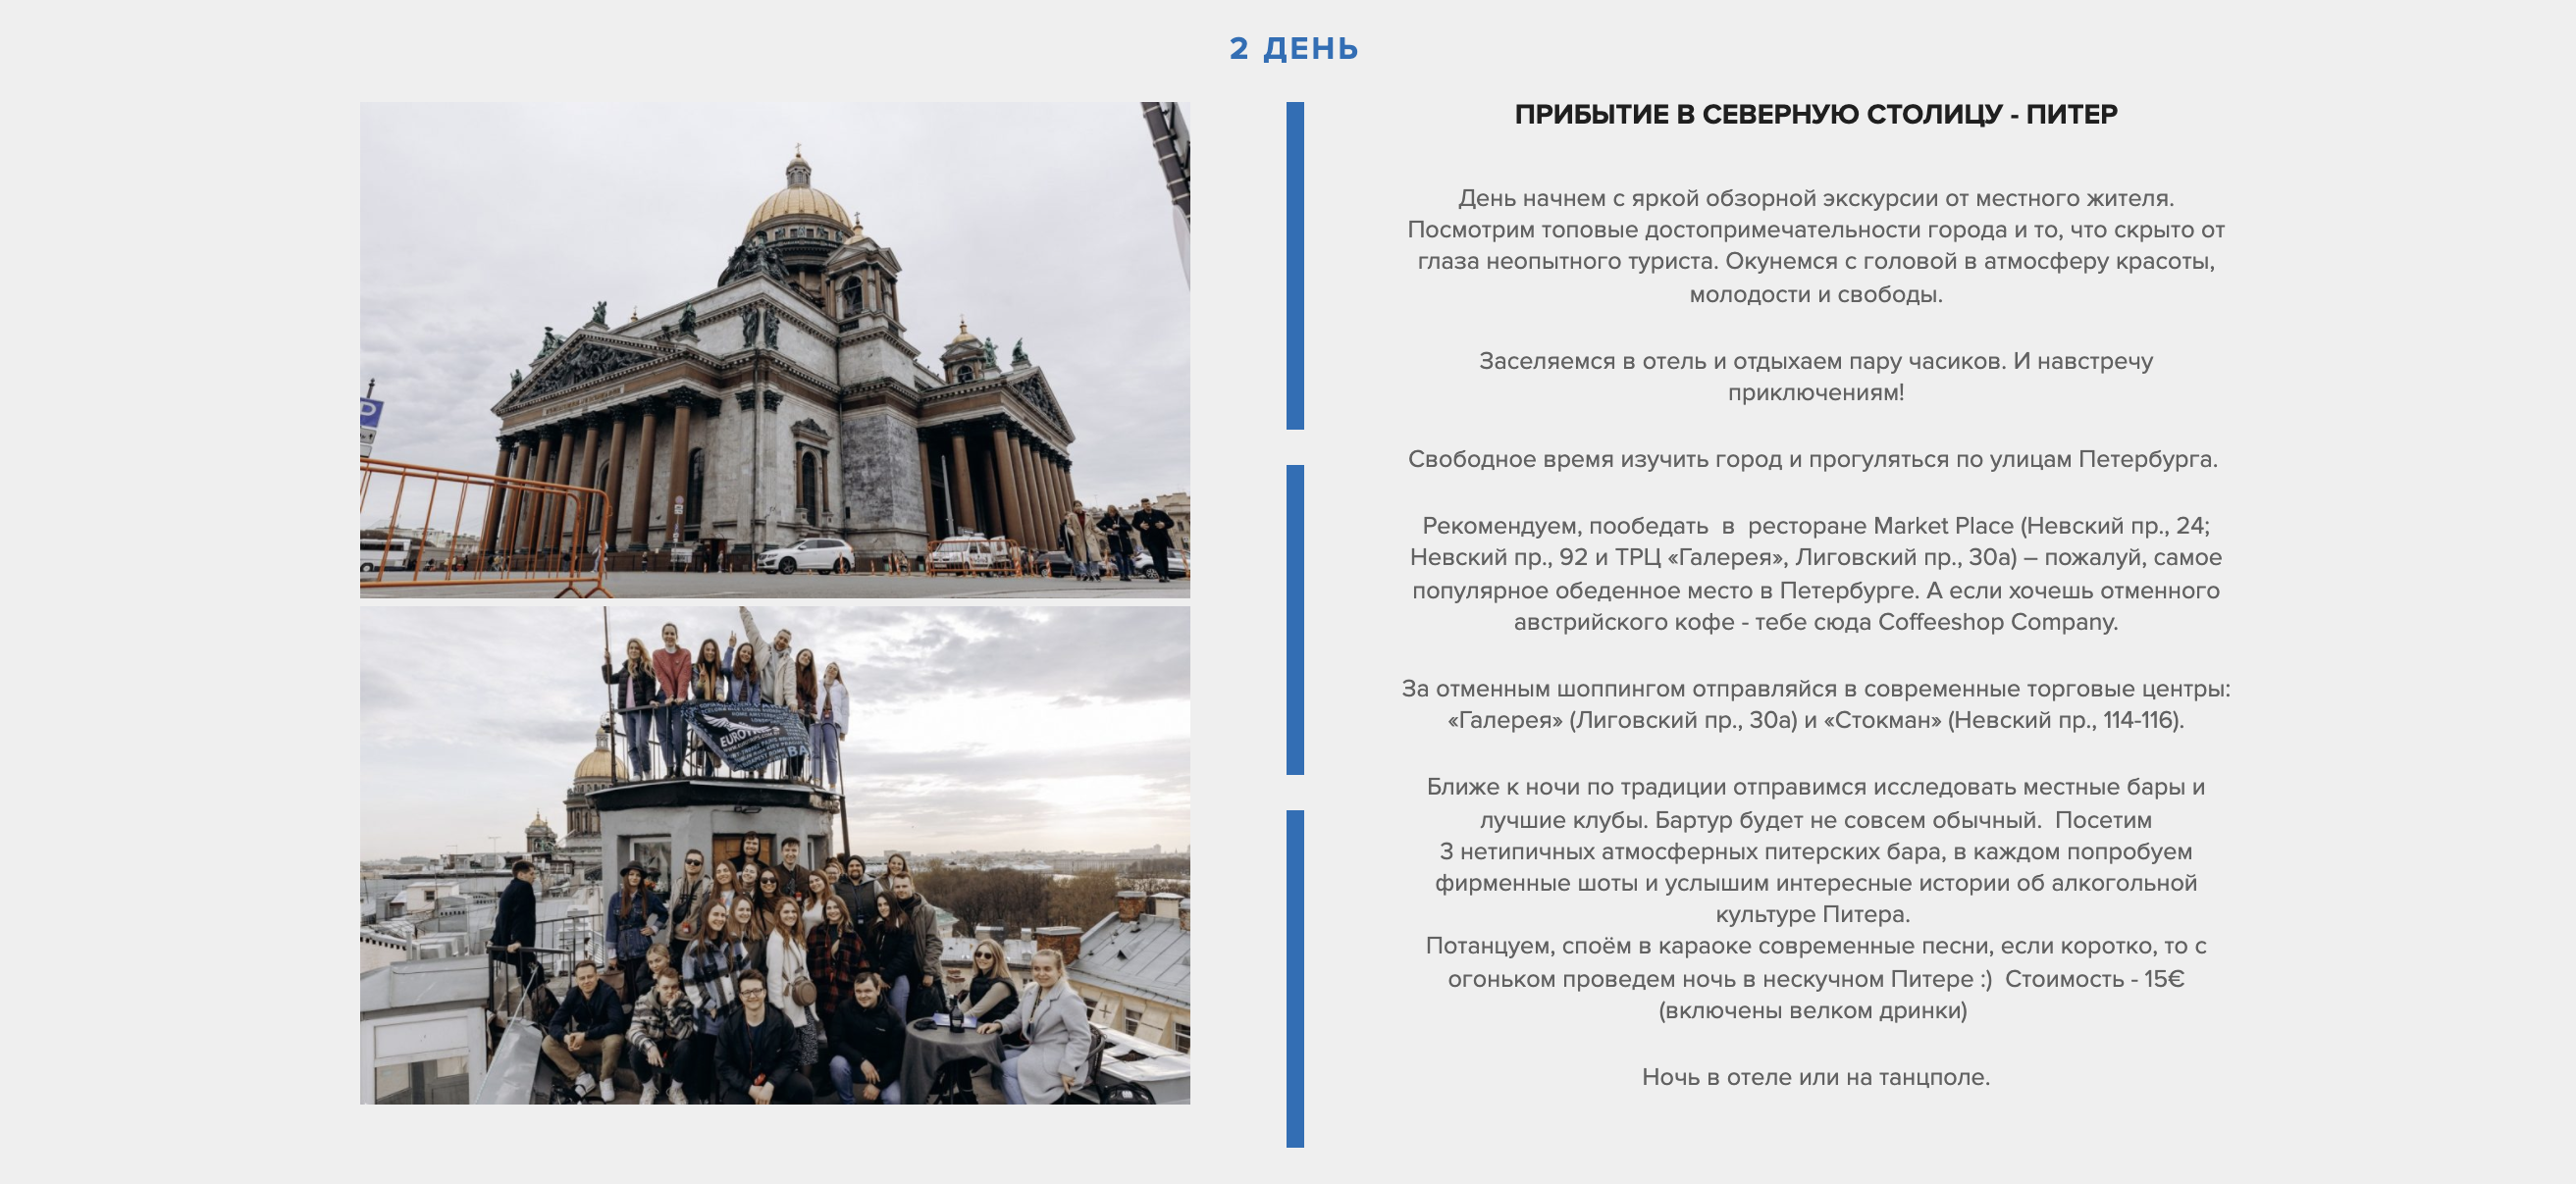 2 ДЕНЬ
ПРИБЫТИЕ В СЕВЕРНУЮ СТОЛИЦУ - ПИТЕР
День начнем с яркой обзорной экскурсии от местного жителя.
Посмотрим топовые достопримечательности города и то, что скрыто от
глаза неопытного туриста. Окунемся с головой в атмосферу красоты,
молодости и свободы.
Заселяемся в отель и отдыхаем пару часиков. И навстречу
приключениям!
Свободное время изучить город и прогуляться по улицам Петербурга.
Рекомендуем, пообедать в ресторане Market Place (Невский пр., 24;
Невский пр., 92 и ТРЦ «Галерея», Лиговский пр., 30а) – пожалуй, самое
популярное обеденное место в Петербурге. А если хочешь отменного
австрийского кофе - тебе сюда Coffeeshop Company.
За отменным шоппингом отправляйся в современные торговые центры:
«Галерея» (Лиговский пр., 30а) и «Стокман» (Невский пр., 114-116).
Ближе к ночи по традиции отправимся исследовать местные бары и
лучшие клубы. Бартур будет не совсем обычный. Посетим
3 нетипичных атмосферных питерских бара, в каждом попробуем
фирменные шоты и услышим интересные истории об алкогольной
культуре Питера.
Потанцуем, споём в караоке современные песни, если коротко, то с
огоньком проведем ночь в нескучном Питере :) Стоимость - 15€
(включены велком дринки)
Ночь в отеле или на танцполе.
P